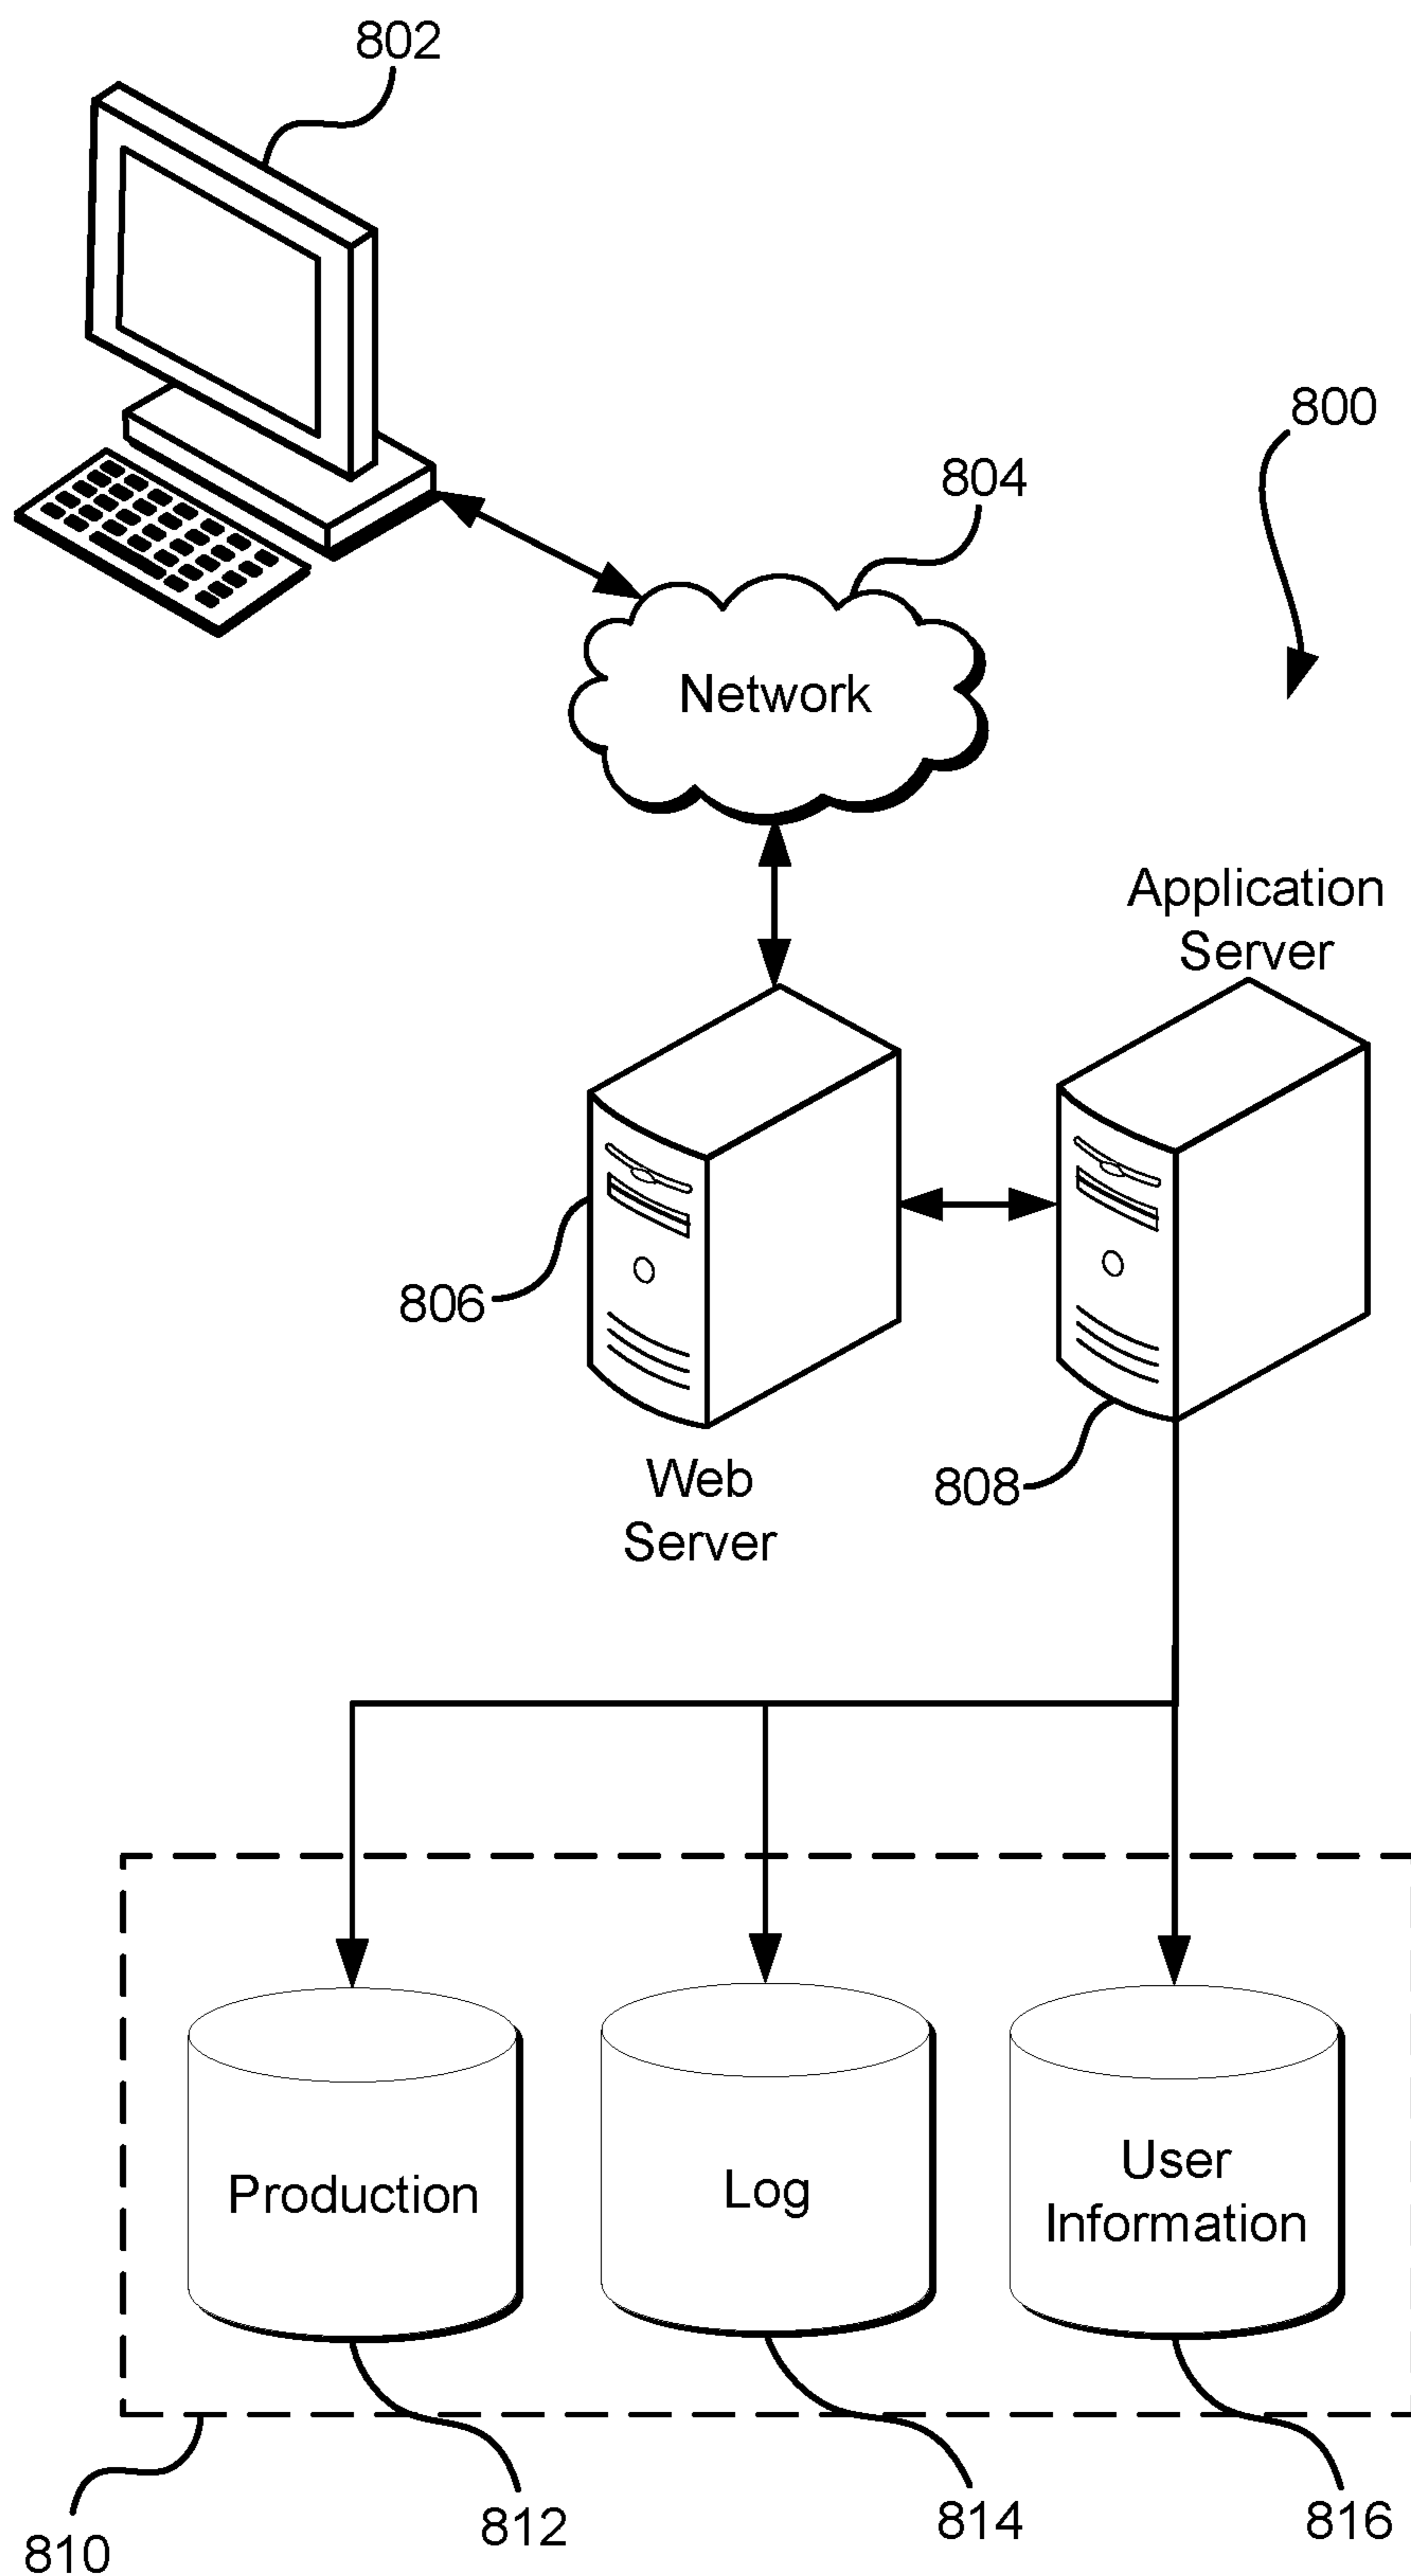 802
800
804
Network
Application
Server
806
Web
Server
808
Production
Log
User
Information
810
812
814
816